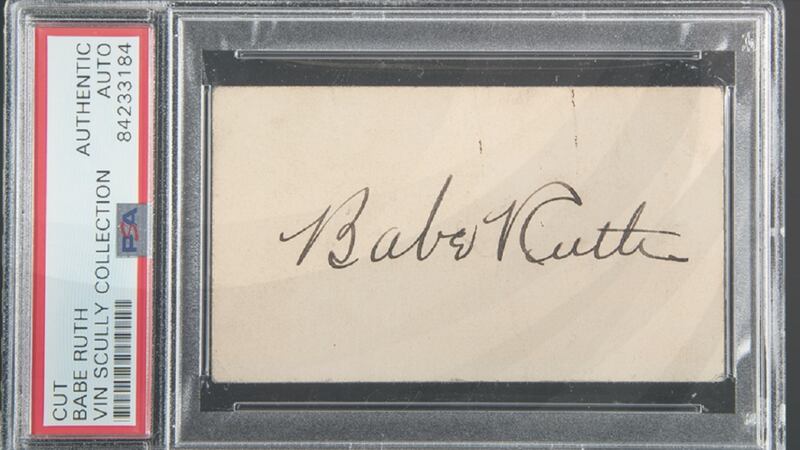 CUT
BABE RUTH
VIN SCULLY COLLECTION
AUTHENTIC
AUTO
84233184
PSA
Babe Ruth